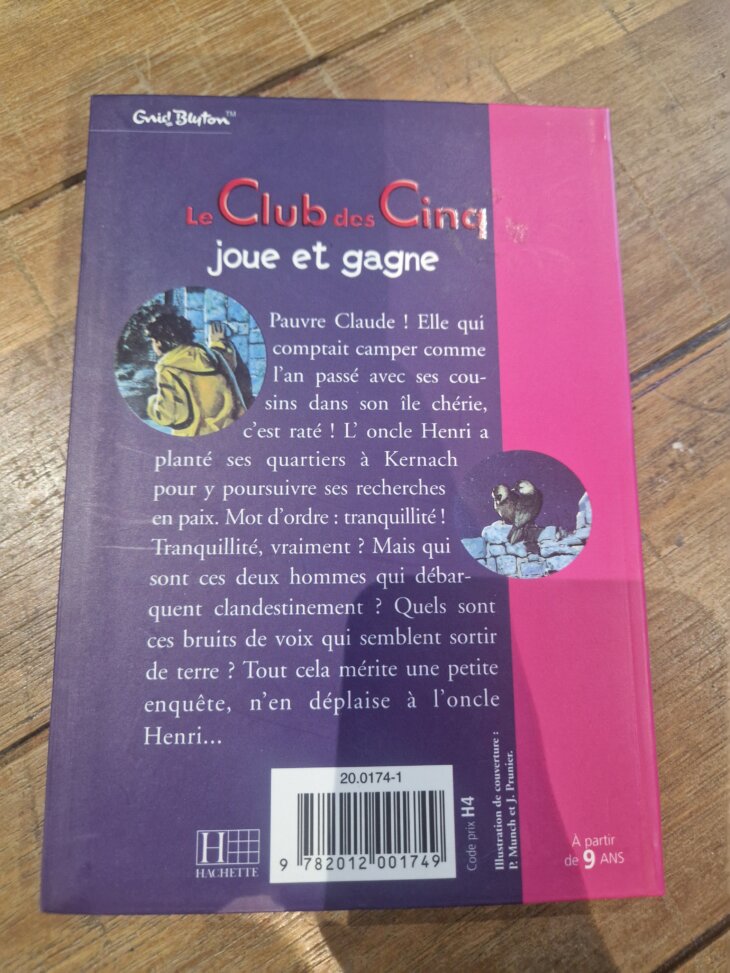 Enid Blyton™
Le Club des Cinq
joue et gagne
Pauvre Claude ! Elle qui
comptait camper comme
l'an passé avec ses cou-
sins dans son île chérie,
c'est raté ! L' oncle Henri a
planté ses quartiers à Kernach
pour y poursuivre ses recherches
en paix. Mot d'ordre : tranquillité !
Tranquillité, vraiment ? Mais qui
sont ces deux hommes qui débar-
quent clandestinement ? Quels sont
ces bruits de voix qui semblent sortir
de terre ? Tout cela mérite une petite
enquête, n'en déplaise à l'oncle
Henri...
20.0174-1
9 782012 001749
Code prix H4
Illustration de couverture :
P. Munch et J. Prunier.
H
HACHETTE
À partir
de 9 ANS